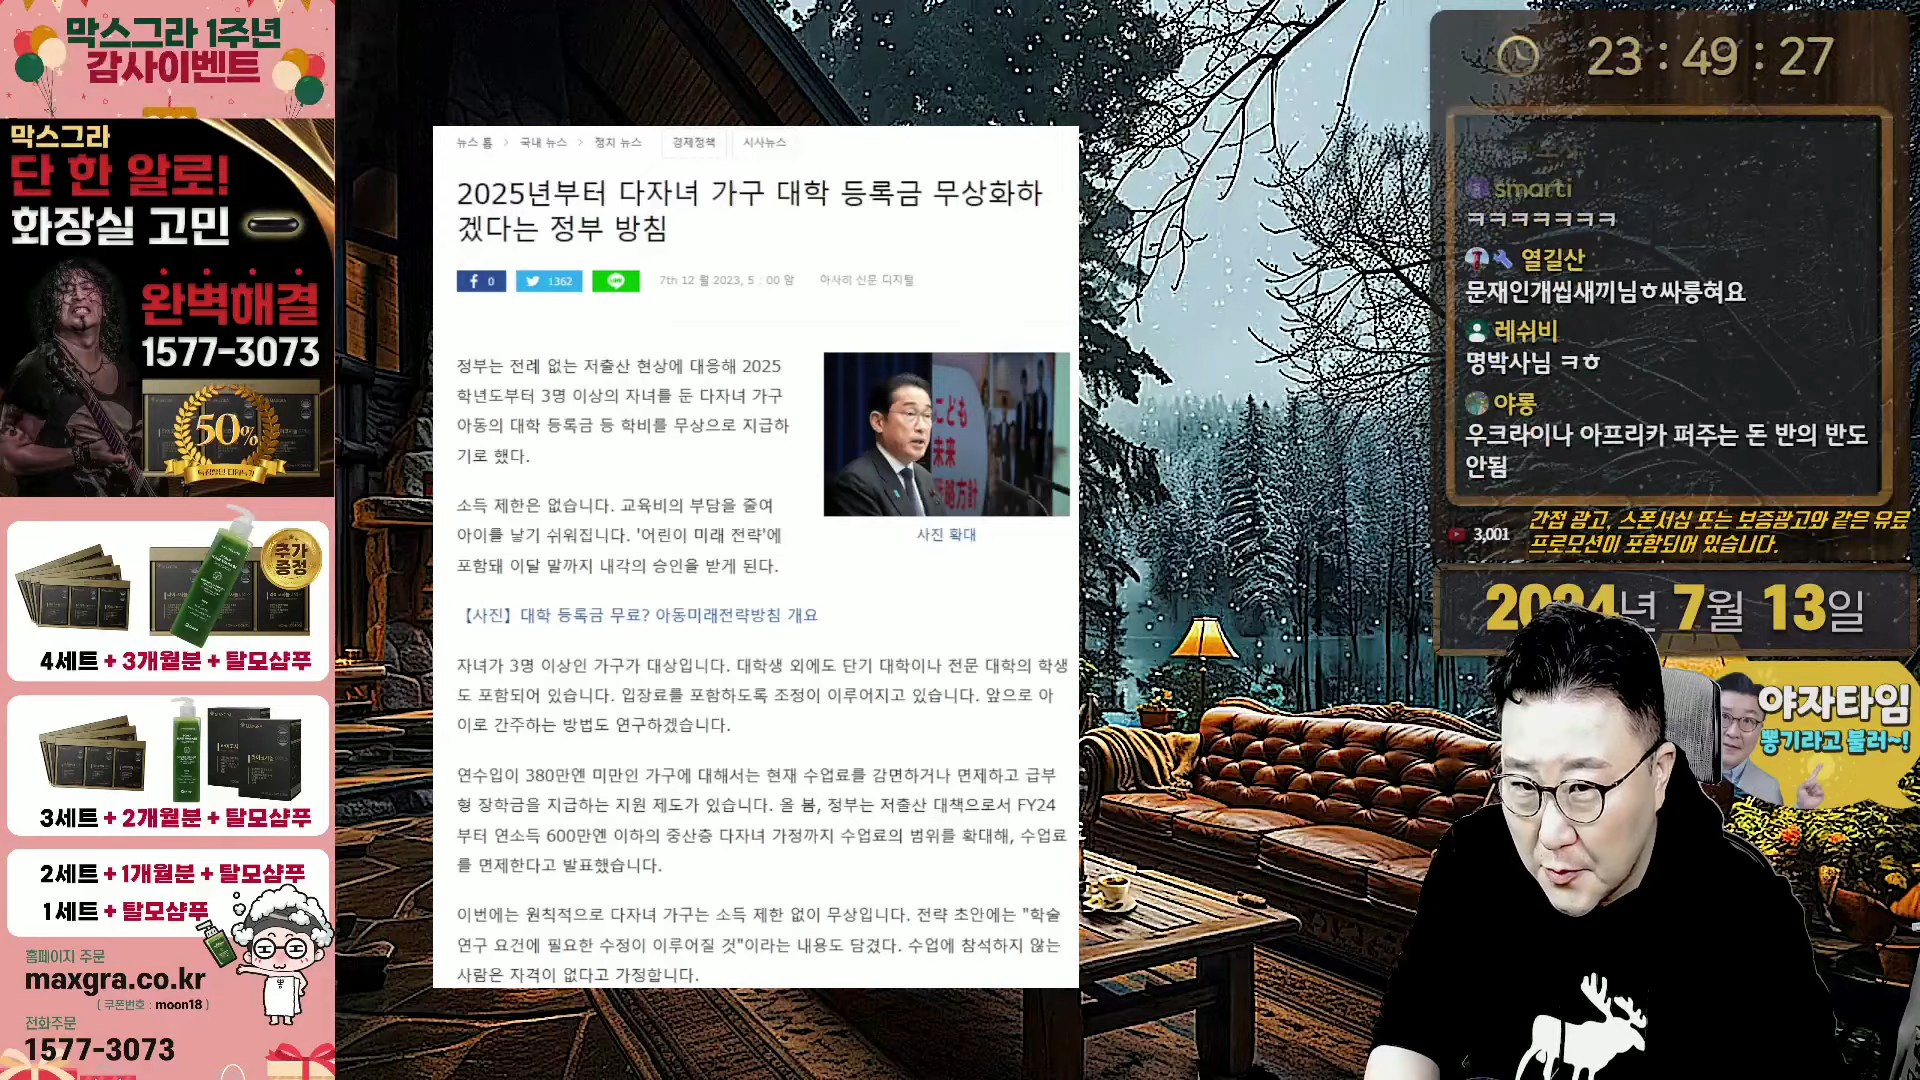 막스그라 1주년
감사이벤트
막스그라
단 한 알로!
화장실 고민
완벽해결
1577-3073
50%
추가
증정
4세트 + 3개월분 + 탈모샴푸
3세트 + 2개월분 + 탈모샴푸
2세트 + 1개월분 + 탈모샴푸
1세트 + 탈모샴푸
홈페이지 주문
maxgra.co.kr
( 쿠폰번호 : moon18 )
전화주문
1577-3073
뉴스 톱 > 국내 뉴스 > 정치 뉴스 경제정책 시사뉴스
2025년부터 다자녀 가구 대학 등록금 무상화하
겠다는 정부 방침
0 1362 LINE 7th 12 월 2023, 5 : 00 암 아사히 신문 디지털
정부는 전례 없는 저출산 현상에 대응해 2025
학년도부터 3명 이상의 자녀를 둔 다자녀 가구
아동의 대학 등록금 등 학비를 무상으로 지급하
기로 했다.
소득 제한은 없습니다. 교육비의 부담을 줄여
아이를 낳기 쉬워집니다. '어린이 미래 전략'에
포함돼 이달 말까지 내각의 승인을 받게 된다.
こども
未来
戦略方針
사진 확대
【사진】대학 등록금 무료? 아동미래전략방침 개요
자녀가 3명 이상인 가구가 대상입니다. 대학생 외에도 단기 대학이나 전문 대학의 학생
도 포함되어 있습니다. 입장료를 포함하도록 조정이 이루어지고 있습니다. 앞으로 아
이로 간주하는 방법도 연구하겠습니다.
연수입이 380만엔 미만인 가구에 대해서는 현재 수업료를 감면하거나 면제하고 급부
형 장학금을 지급하는 지원 제도가 있습니다. 올 봄, 정부는 저출산 대책으로서 FY24
부터 연소득 600만엔 이하의 중산층 다자녀 가정까지 수업료의 범위를 확대해, 수업료
를 면제한다고 발표했습니다.
이번에는 원칙적으로 다자녀 가구는 소득 제한 없이 무상입니다. 전략 초안에는 "학술
연구 요건에 필요한 수정이 이루어질 것"이라는 내용도 담겼다. 수업에 참석하지 않는
사람은 자격이 없다고 가정합니다.
23 : 49 : 27
smarti
ㅋㅋㅋㅋㅋㅋㅋ
열길산
문재인개씹새끼님ㅎ싸릉혀요
레쉬비
명박사님 ㅋㅎ
야롱
우크라이나 아프리카 퍼주는 돈 반의 반도
안됨
3,001
간접 광고, 스폰서십 또는 보증광고와 같은 유료
프로모션이 포함되어 있습니다.
2024년 7월 13일
야자타임
뽕기라고 불러~!